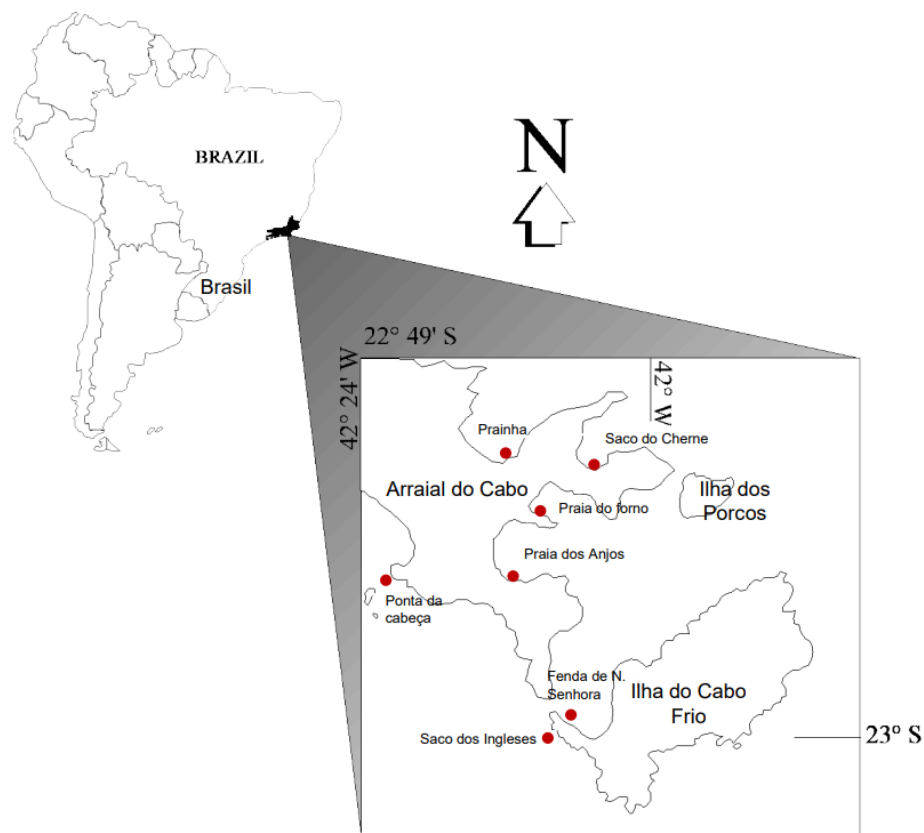 BRAZIL
N
Brasil
22° 49' S
42° 24' W
42° W
Prainha
Saco do Cherne
Arraial do Cabo
Ilha dos
Porcos
Praia do forno
Praia dos Anjos
Ponta da
cabeça
Fenda de N.
Senhora
Ilha do Cabo
Frio
Saco dos Ingleses
23° S